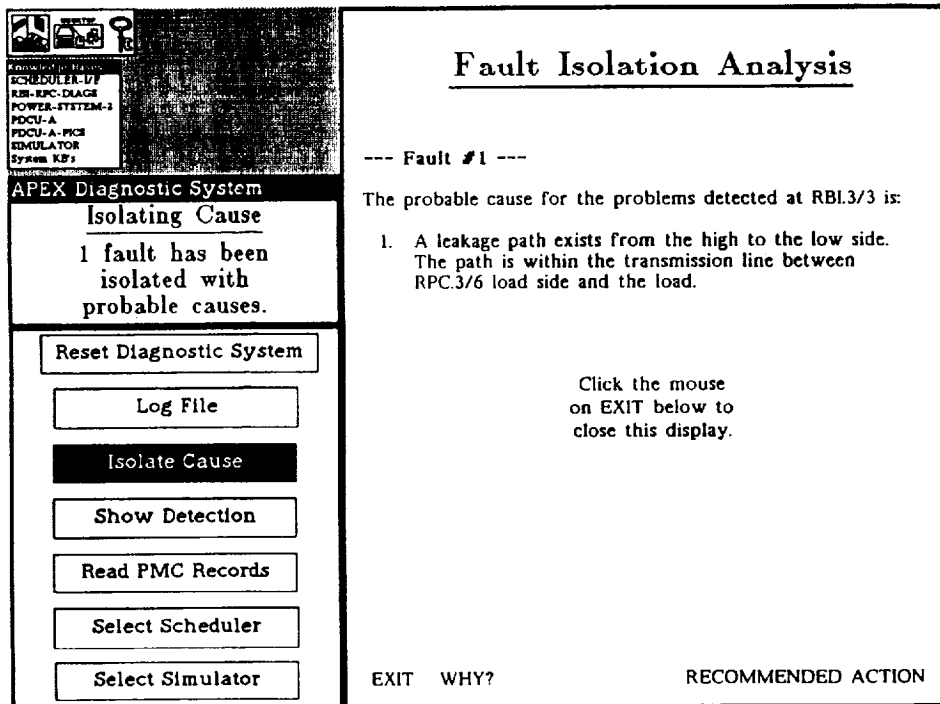 DESKTOP
Knowledge Bases
SCHEDULER-I/F
RBI-RPC-DIAGS
POWER-SYSTEM-2
PDCU-A
PDCU-A-PICS
SIMULATOR
System KB's
APEX Diagnostic System
Isolating Cause
1 fault has been
isolated with
probable causes.
Reset Diagnostic System
Log File
Isolate Cause
Show Detection
Read PMC Records
Select Scheduler
Select Simulator
Fault Isolation Analysis
--- Fault #1 ---
The probable cause for the problems detected at RBI.3/3 is:
1. A leakage path exists from the high to the low side.
The path is within the transmission line between
RPC.3/6 load side and the load.
Click the mouse
on EXIT below to
close this display.
EXIT WHY? RECOMMENDED ACTION